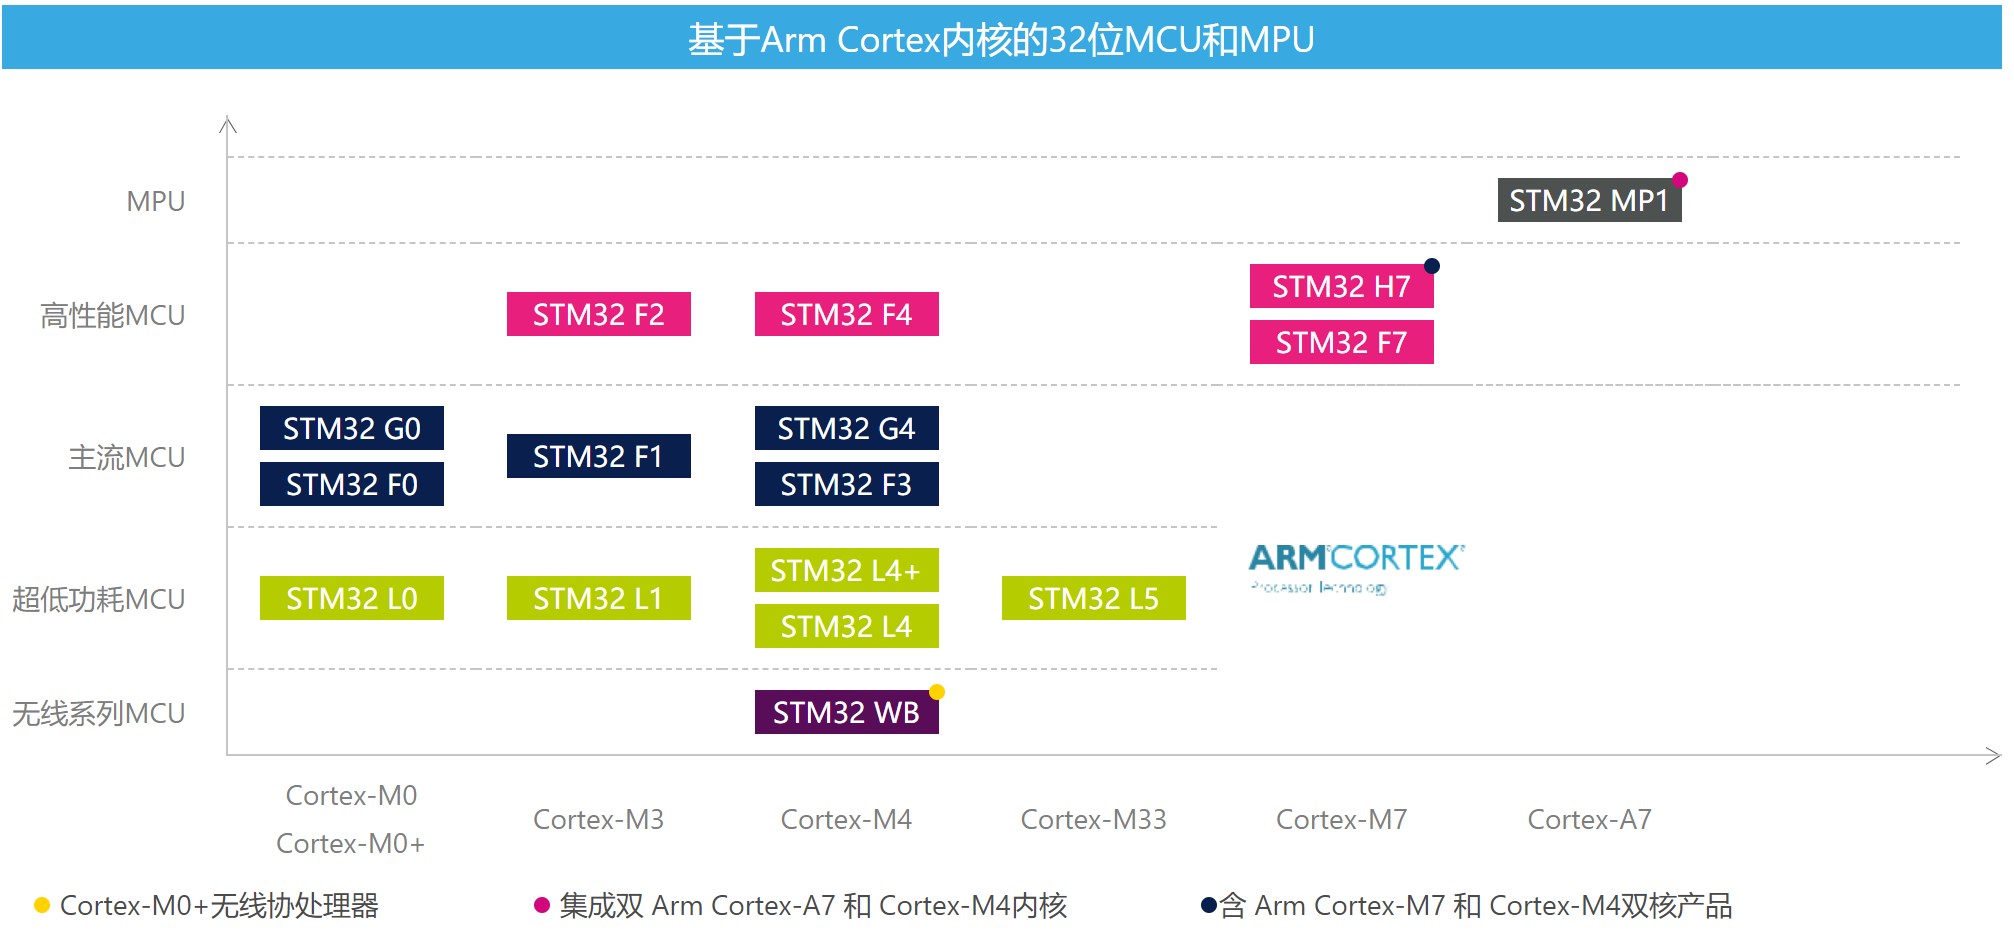 基于Arm Cortex内核的32位MCU和MPU
MPU
STM32 MP1
高性能MCU
STM32 F2
STM32 F4
STM32 H7
STM32 F7
主流MCU
STM32 G0
STM32 F0
STM32 F1
STM32 G4
STM32 F3
超低功耗MCU
STM32 L0
STM32 L1
STM32 L4+
STM32 L4
STM32 L5
ARM CORTEX
Processor Technology
无线系列MCU
STM32 WB
Cortex-M0
Cortex-M0+
Cortex-M3
Cortex-M4
Cortex-M33
Cortex-M7
Cortex-A7
Cortex-M0+无线协处理器
集成双 Arm Cortex-A7 和 Cortex-M4内核
含 Arm Cortex-M7 和 Cortex-M4双核产品